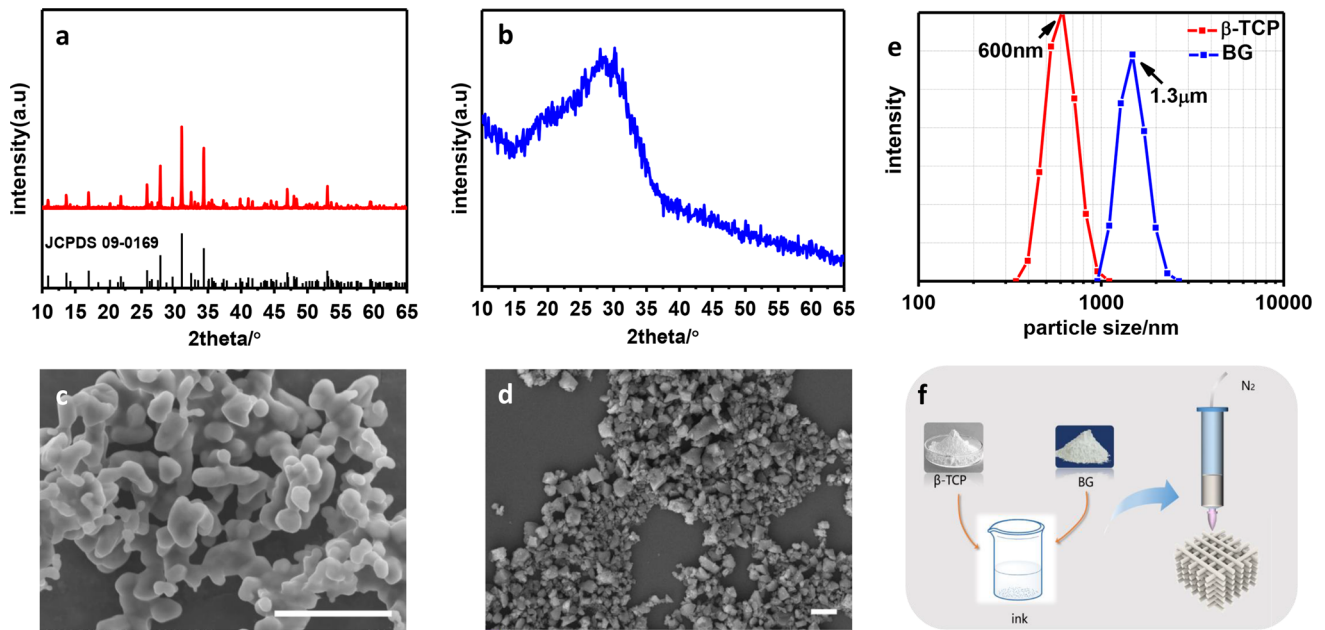 a
intensity(a.u)
JCPDS 09-0169
10 15 20 25 30 35 40 45 50 55 60 65
2theta/°
b
intensity(a.u)
10 15 20 25 30 35 40 45 50 55 60 65
2theta/°
e
β-TCP
BG
600nm
1.3μm
intensity
100 1000 10000
particle size/nm
c
d
f
N₂
β-TCP
BG
ink